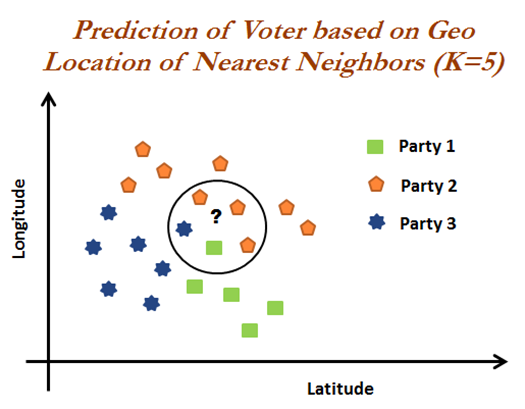 Prediction of Voter based on Geo
Location of Nearest Neighbors (K=5)
Party 1
Party 2
Party 3
?
Longitude
Latitude